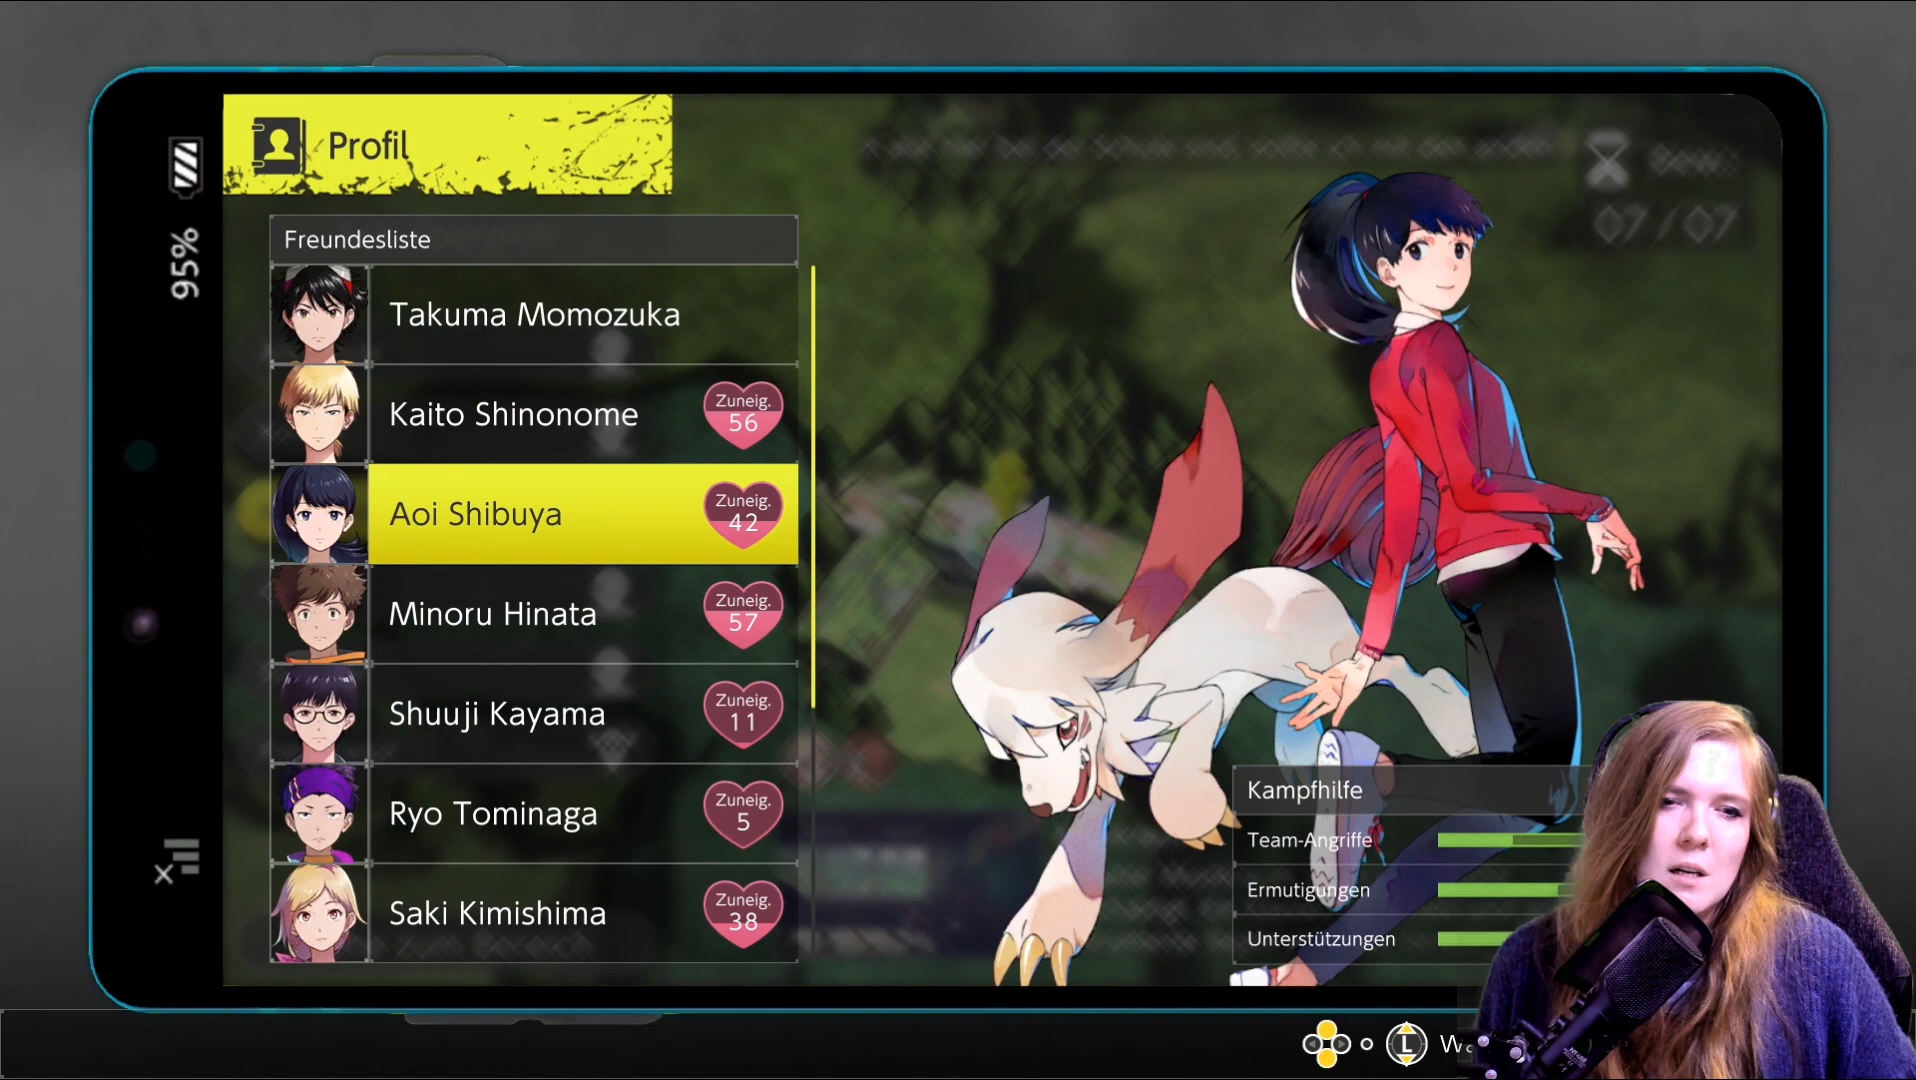 Profil
95%
Freundesliste
Takuma Momozuka
Kaito Shinonome
Zuneig.
56
Aoi Shibuya
Zuneig.
42
Minoru Hinata
Zuneig.
57
Shuuji Kayama
Zuneig.
11
Ryo Tominaga
Zuneig.
5
Saki Kimishima
Zuneig.
38
07 / 07
Kampfhilfe
Team-Angriffe
Ermutigungen
Unterstützungen
L